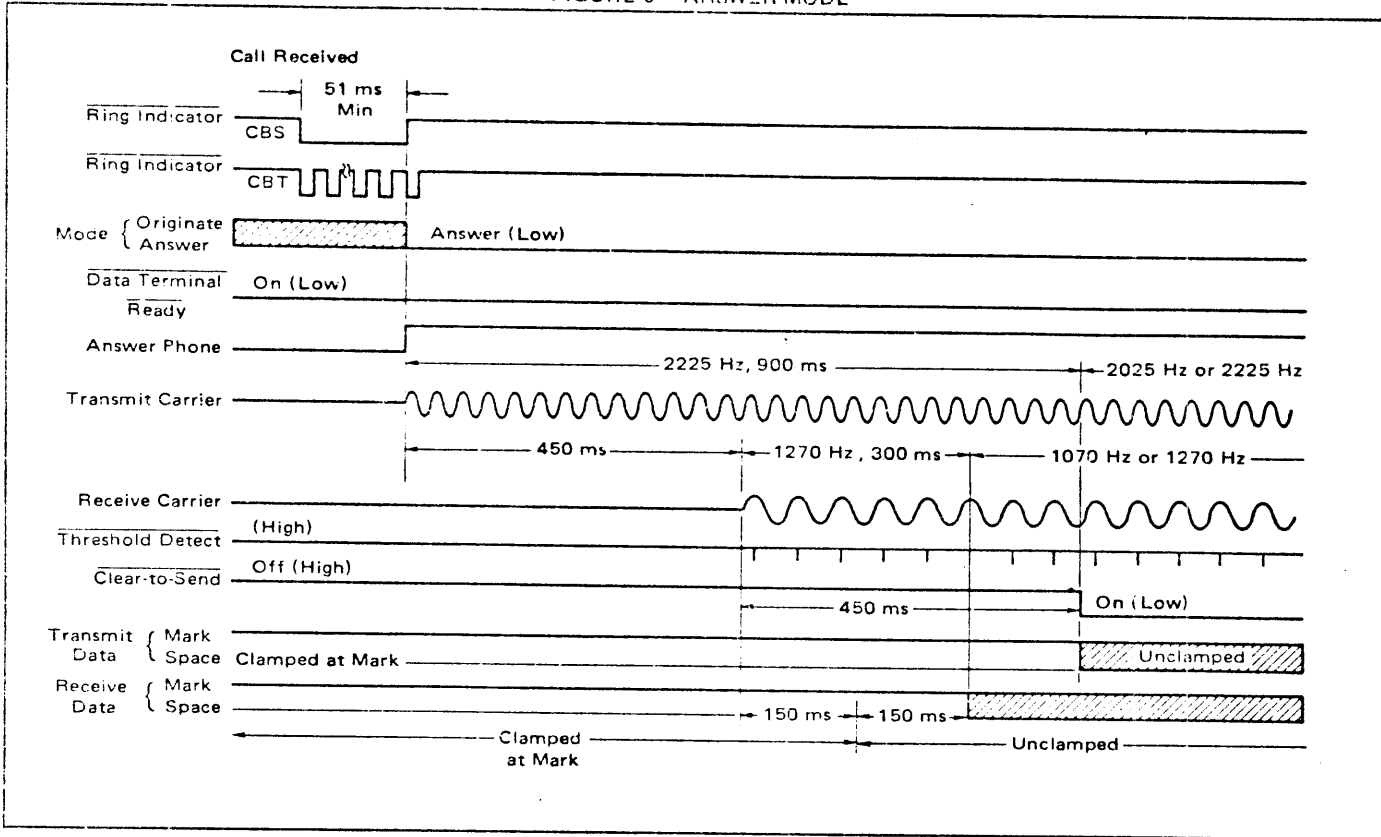 ANSWER MODE
Call Received
51 ms
Min
Ring Indicator
CBS
Ring Indicator
CBT
Mode { Originate
Answer
Answer (Low)
Data Terminal
Ready
On (Low)
Answer Phone
2225 Hz, 900 ms
2025 Hz or 2225 Hz
Transmit Carrier
450 ms
1270 Hz, 300 ms
1070 Hz or 1270 Hz
Receive Carrier
(High)
Threshold Detect
Off (High)
Clear-to-Send
450 ms
On (Low)
Transmit
Data
{ Mark
Space
Clamped at Mark
Unclamped
Receive
Data
{ Mark
Space
150 ms
150 ms
Clamped
at Mark
Unclamped